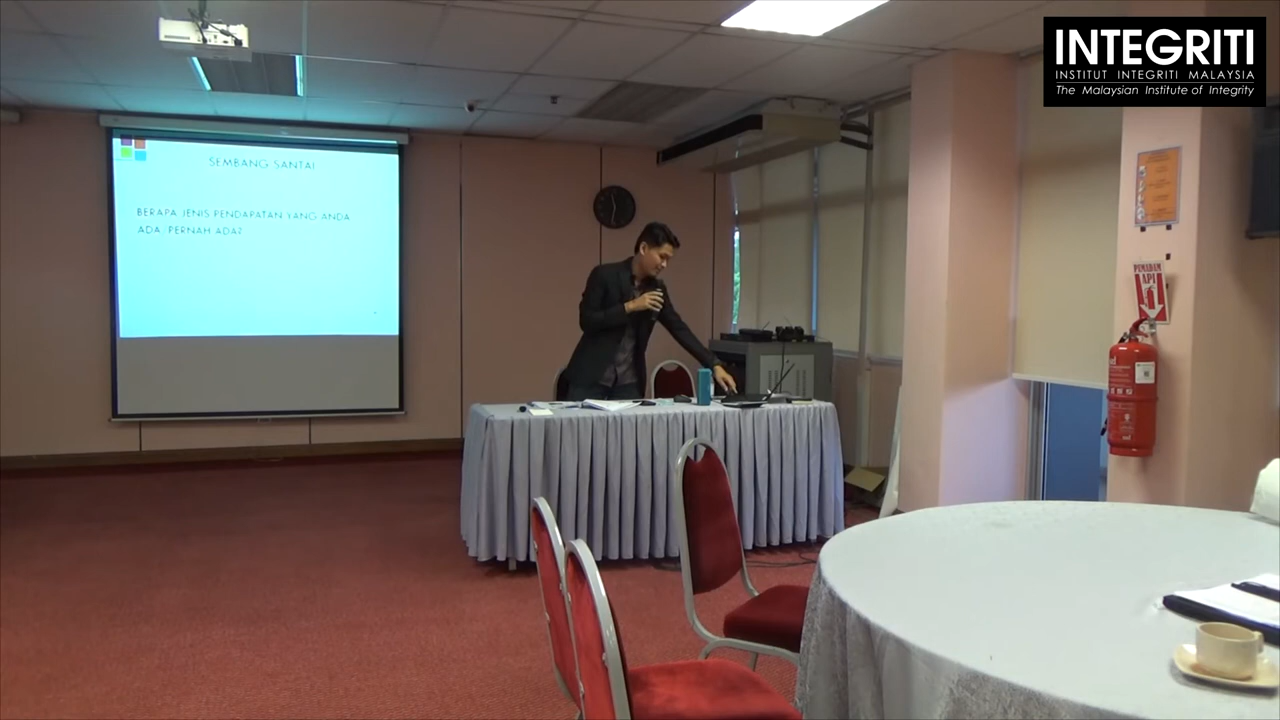 INTEGRITI
INSTITUT INTEGRITI MALAYSIA
The Malaysian Institute of Integrity
SEMBANG SANTAI
BERAPA JENIS PENDAPATAN YANG ANDA
ADA/PERNAH ADA?
PEMADAM
API